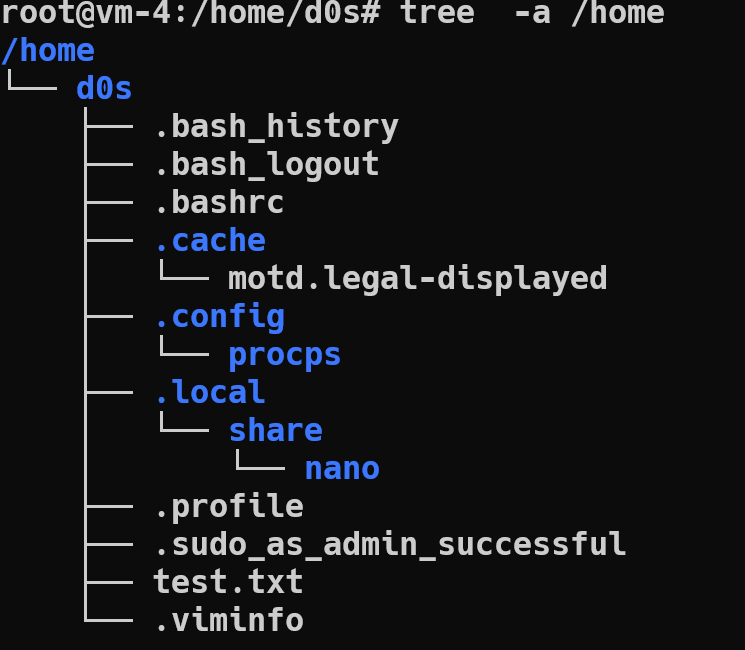 root@vm-4:/home/d0s# tree  -a /home
/home
└── d0s
    ├── .bash_history
    ├── .bash_logout
    ├── .bashrc
    ├── .cache
    │   └── motd.legal-displayed
    ├── .config
    │   └── procps
    ├── .local
    │   └── share
    │       └── nano
    ├── .profile
    ├── .sudo_as_admin_successful
    ├── test.txt
    └── .viminfo